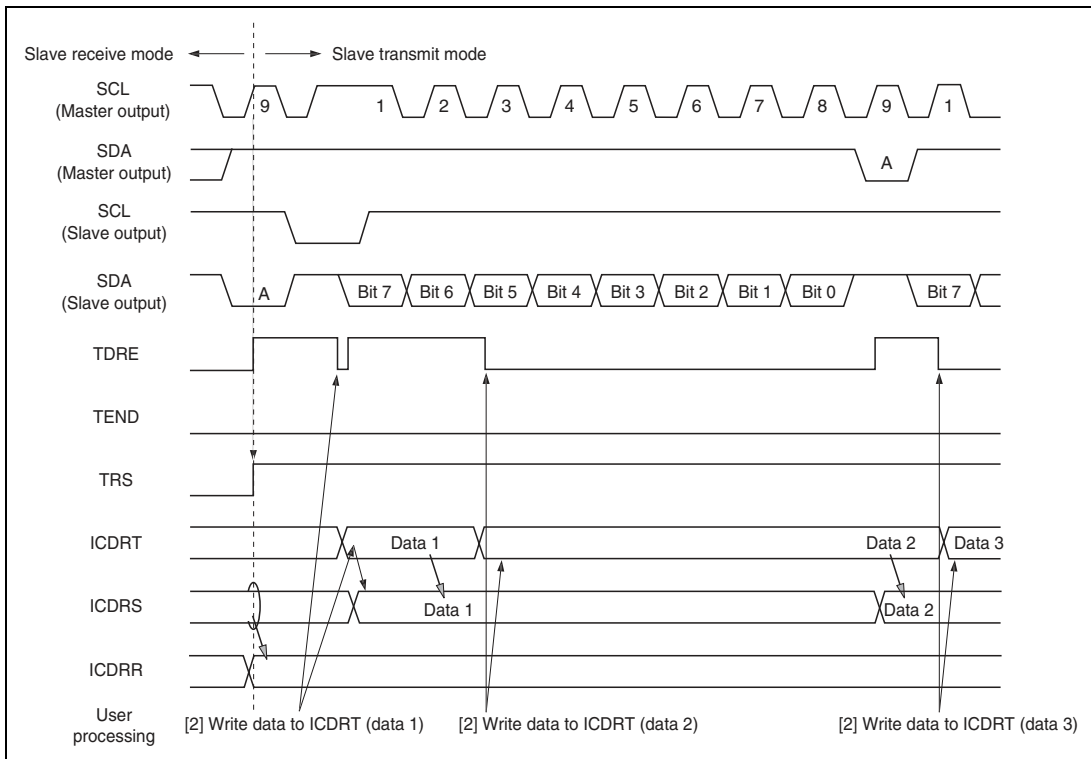 Slave receive mode
Slave transmit mode
SCL
(Master output)
9 1 2 3 4 5 6 7 8 9 1
SDA
(Master output)
A
SCL
(Slave output)
SDA
(Slave output)
A Bit 7 Bit 6 Bit 5 Bit 4 Bit 3 Bit 2 Bit 1 Bit 0 Bit 7
TDRE
TEND
TRS
ICDRT
Data 1 Data 2 Data 3
ICDRS
Data 1 Data 2
ICDRR
User
processing
[2] Write data to ICDRT (data 1)
[2] Write data to ICDRT (data 2)
[2] Write data to ICDRT (data 3)